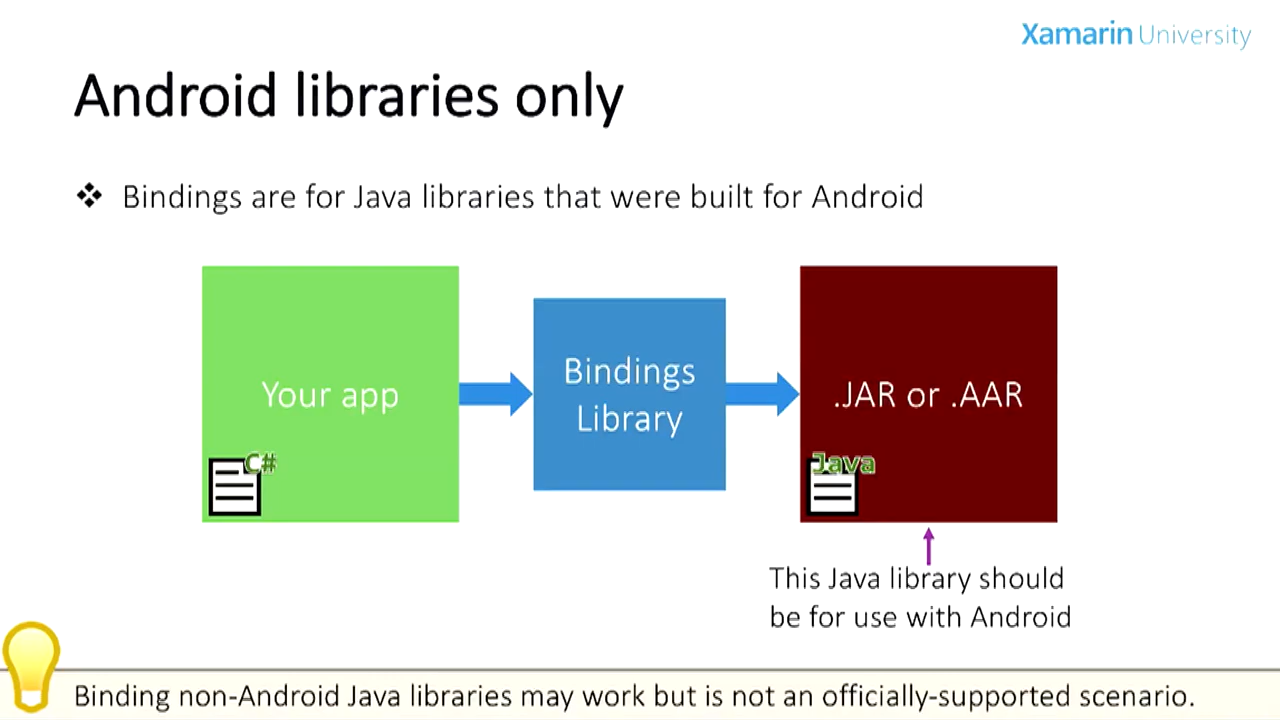 Xamarin University
Android libraries only
Bindings are for Java libraries that were built for Android
Your app
C#
Bindings
Library
.JAR or .AAR
Java
This Java library should
be for use with Android
Binding non-Android Java libraries may work but is not an officially-supported scenario.